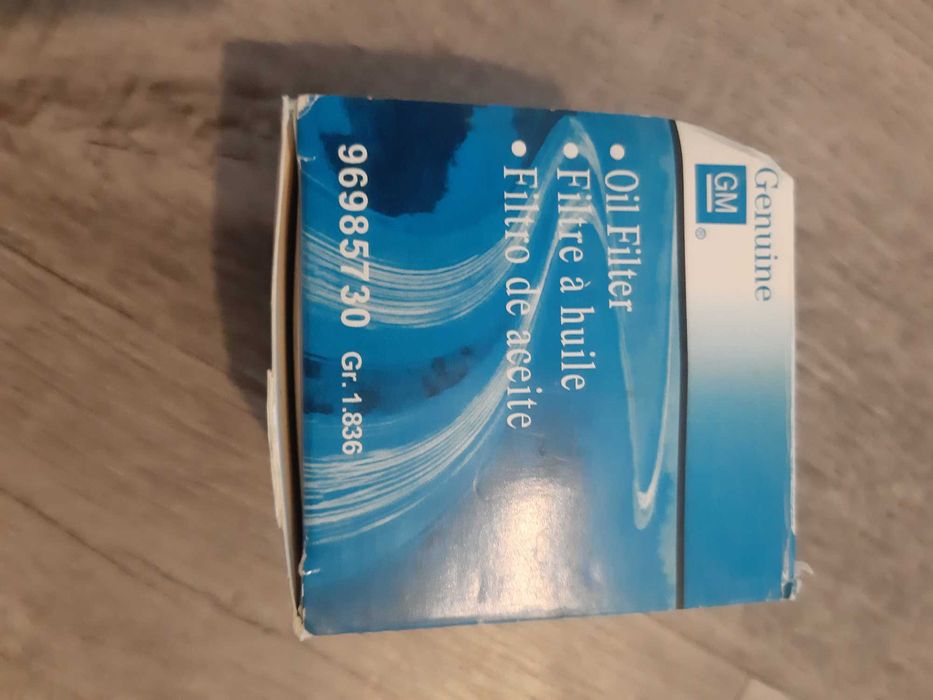 Genuine
GM®
• Oil Filter
• Filtre à huile
• Filtro de aceite
96985730 Gr.1.836